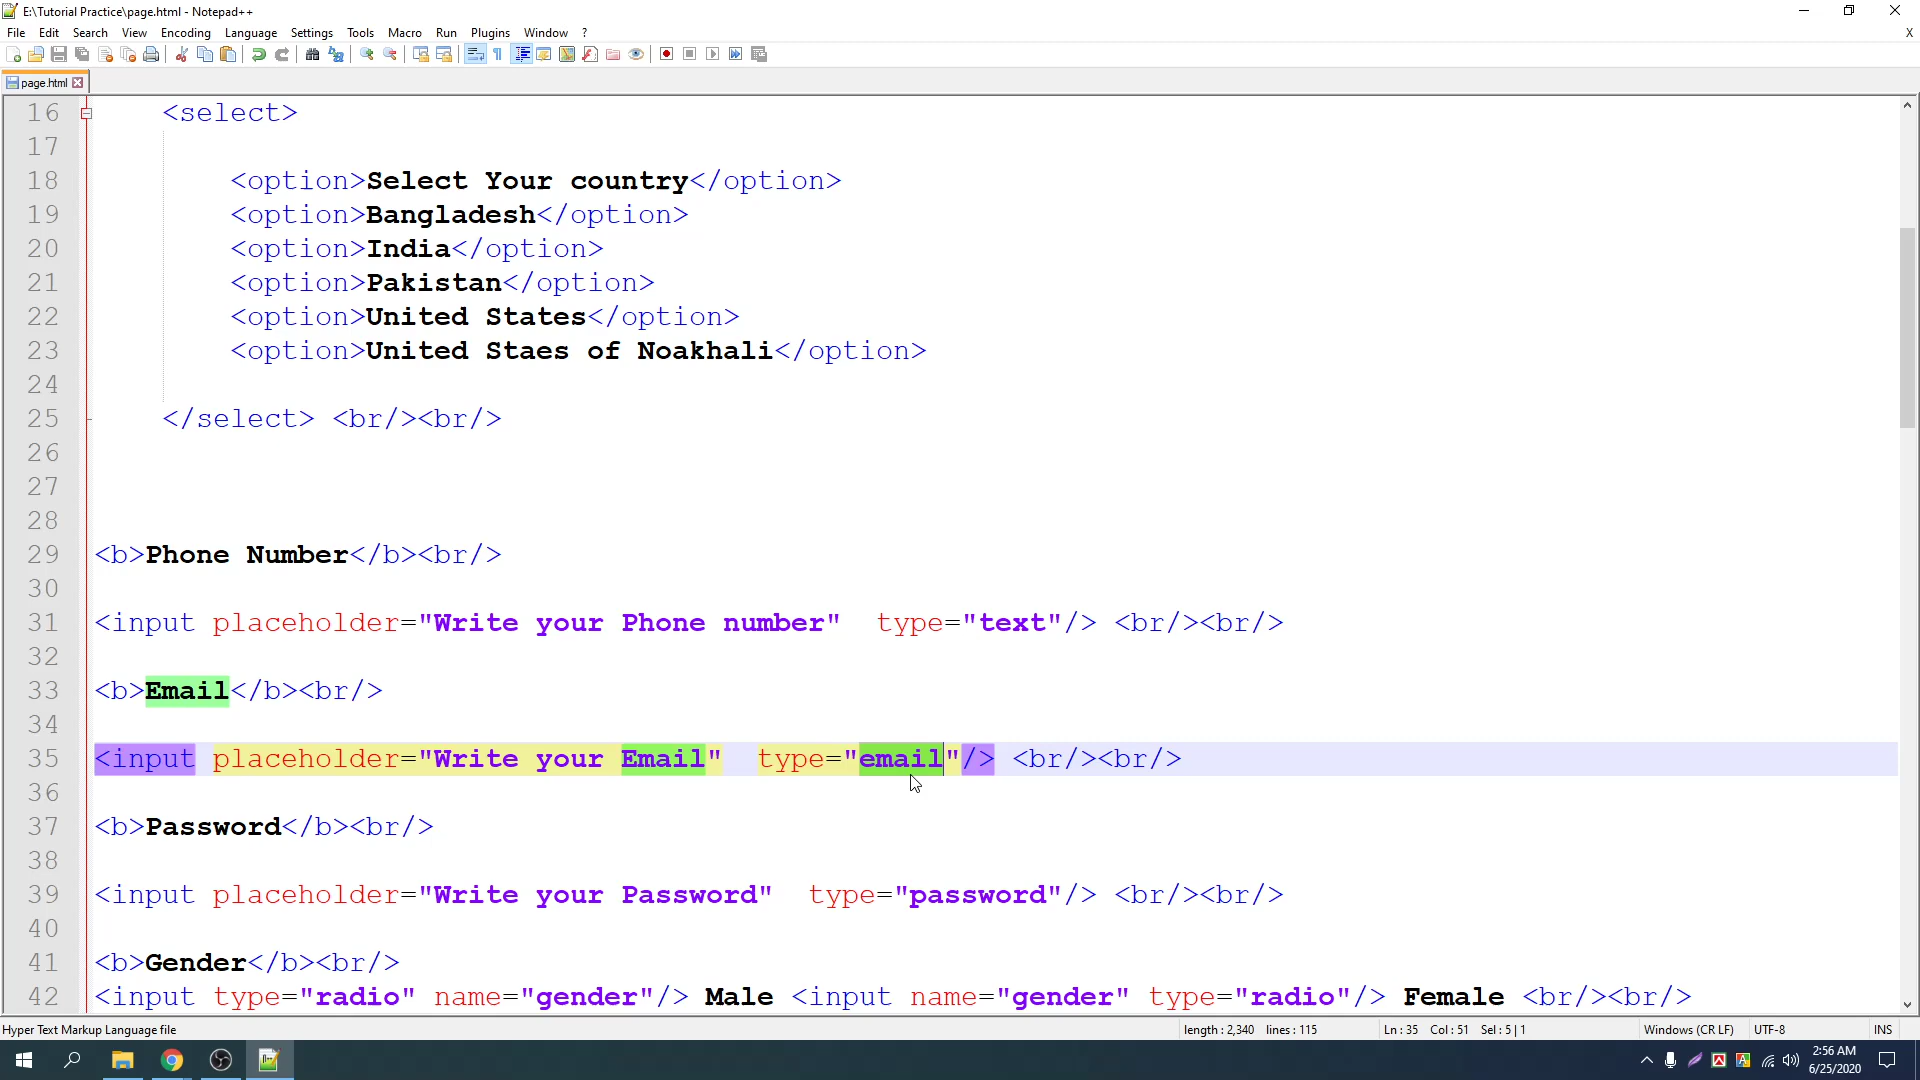 E:\Tutorial Practice\page.html - Notepad++
File Edit Search View Encoding Language Settings Tools Macro Run Plugins Window ? X
page.html
16 <select>
17
18 <option>Select Your country</option>
19 <option>Bangladesh</option>
20 <option>India</option>
21 <option>Pakistan</option>
22 <option>United States</option>
23 <option>United Staes of Noakhali</option>
24
25 </select> <br/><br/>
26
27
28
29 <b>Phone Number</b><br/>
30
31 <input placeholder="Write your Phone number"  type="text"/> <br/><br/>
32
33 <b>Email</b><br/>
34
35 <input placeholder="Write your Email"  type="email"/> <br/><br/>
36
37 <b>Password</b><br/>
38
39 <input placeholder="Write your Password"  type="password"/> <br/><br/>
40
41 <b>Gender</b><br/>
42 <input type="radio" name="gender"/> Male <input name="gender" type="radio"/> Female <br/><br/>
Hyper Text Markup Language file length : 2,340 lines : 115 Ln : 35 Col : 51 Sel : 5 | 1 Windows (CR LF) UTF-8 INS
2:56 AM
6/25/2020